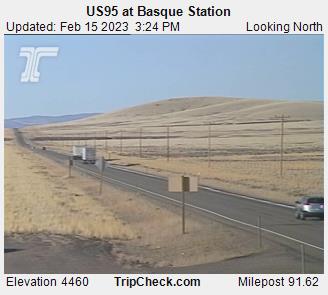 US95 at Basque Station
Updated: Feb 15 2023 3:24 PM Looking North
Elevation 4460 TripCheck.com Milepost 91.62